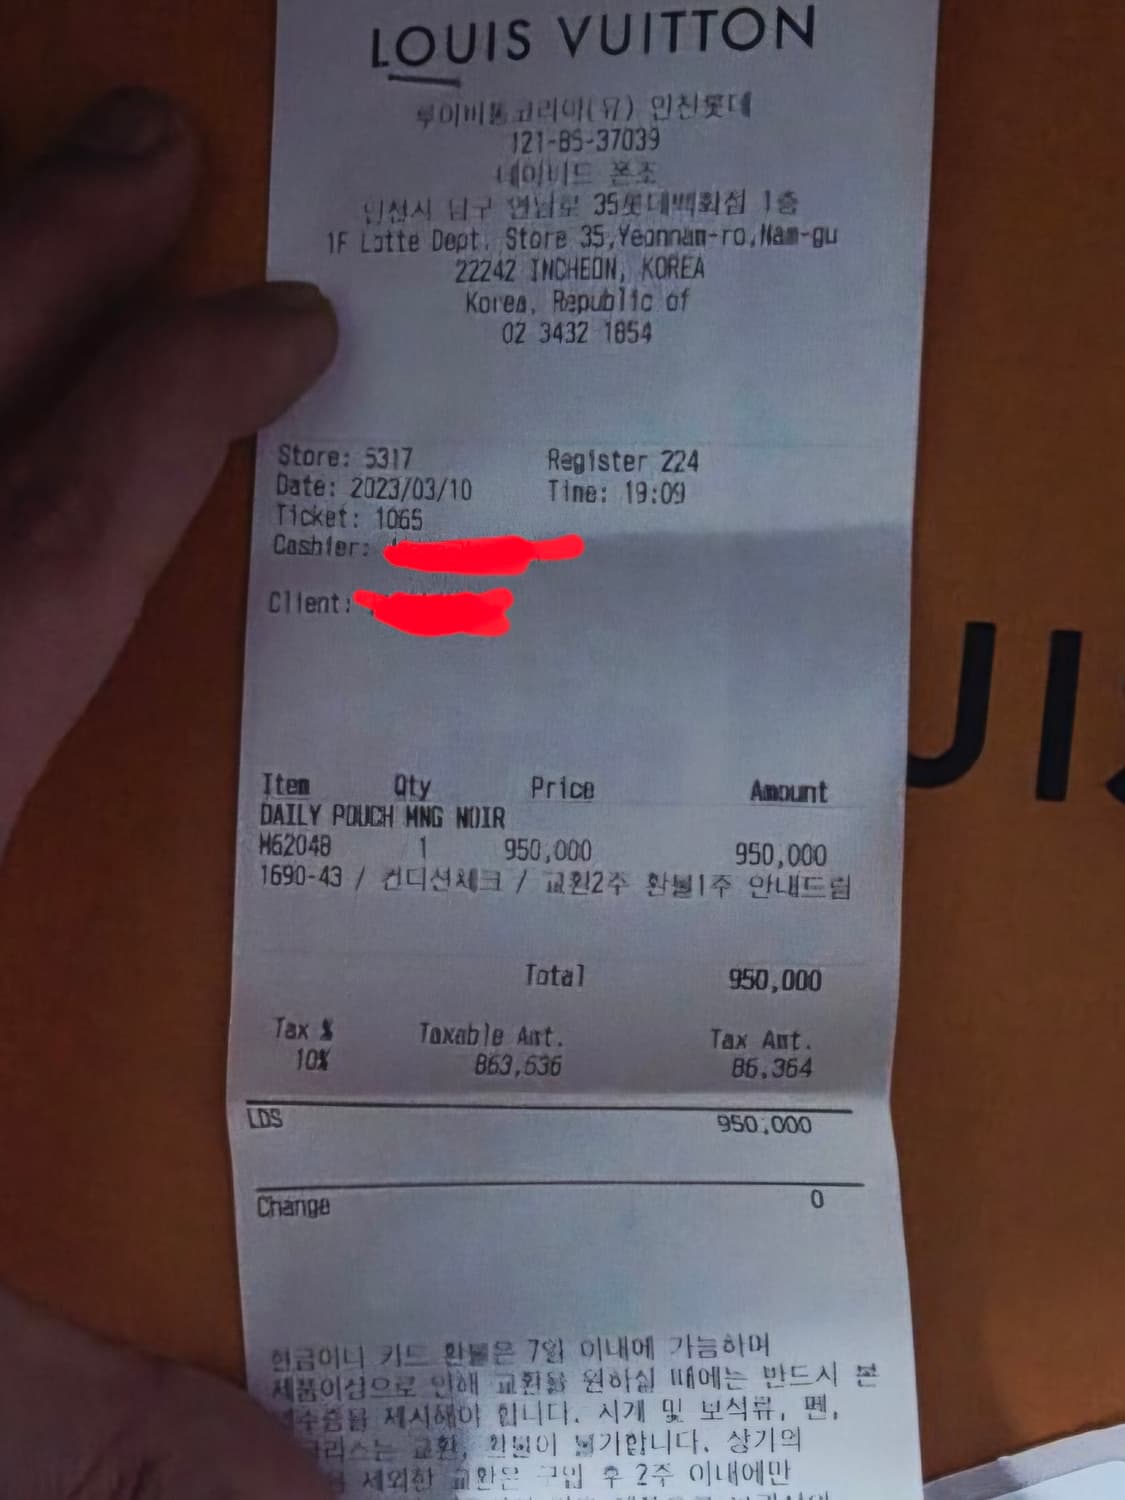 LOUIS VUITTON
루이비통코리아(유) 인천롯데
121-85-37039
데이비드 폰조
인천시 남구 연남로 35롯데백화점 1층
1F Lotte Dept. Store 35,Yeonnam-ro,Nam-gu
22242 INCHEON, KOREA
Korea, Republic of
02 3432 1854
Store: 5317 Register 224
Date: 2023/03/10 Time: 19:09
Ticket: 1065
Cashier:
Client:
UIS
Item Qty Price Amount
DAILY POUCH MNG NOIR
M62048 1 950,000 950,000
1690-43 / 컨디션체크 / 교환2주 환불1주 안내드림
Total 950,000
Tax % Taxable Amt. Tax Amt.
10% 863,636 86,364
LDS 950,000
Change 0
현금이나 카드 환불은 7일 이내에 가능하며
제품이상으로 인해 교환을 원하실 때에는 반드시 본
영수증을 제시해야 합니다. 시계 및 보석류, 펜,
교환, 환불이 불가합니다. 상기의
제외한 교환은 구입 후 2주 이내에만